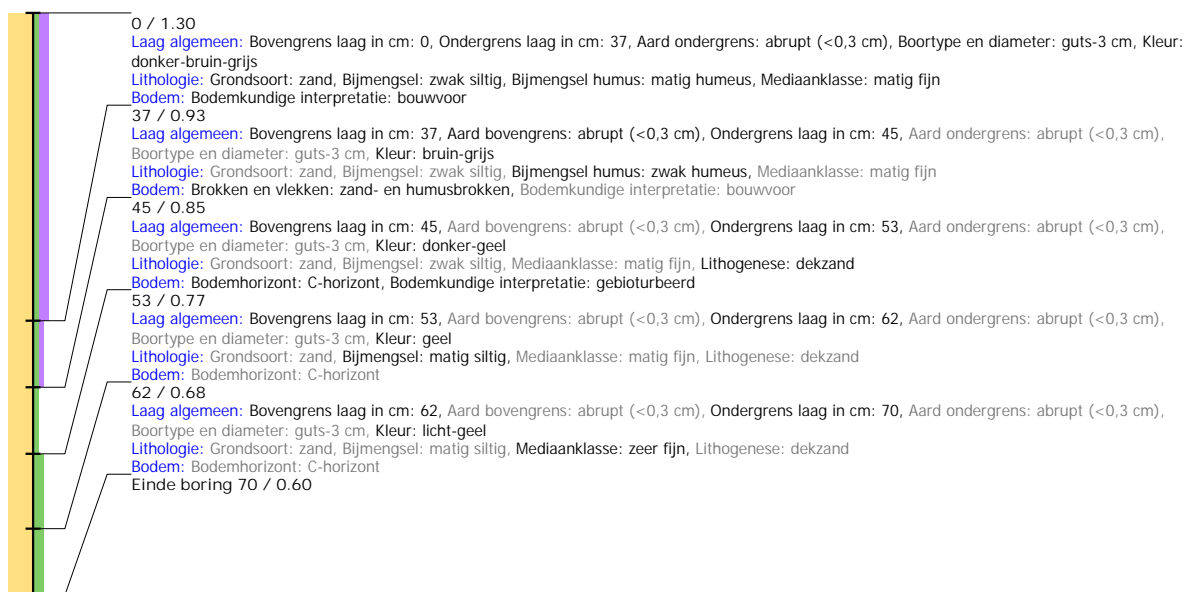 0 / 1.30
Laag algemeen: Bovengrens laag in cm: 0, Ondergrens laag in cm: 37, Aard ondergrens: abrupt (<0,3 cm), Boortype en diameter: guts-3 cm, Kleur:
donker-bruin-grijs
Lithologie: Grondsoort: zand, Bijmengsel: zwak siltig, Bijmengsel humus: matig humeus, Mediaanklasse: matig fijn
Bodem: Bodemkundige interpretatie: bouwvoor
37 / 0.93
Laag algemeen: Bovengrens laag in cm: 37, Aard bovengrens: abrupt (<0,3 cm), Ondergrens laag in cm: 45, Aard ondergrens: abrupt (<0,3 cm),
Boortype en diameter: guts-3 cm, Kleur: bruin-grijs
Lithologie: Grondsoort: zand, Bijmengsel: zwak siltig, Bijmengsel humus: zwak humeus, Mediaanklasse: matig fijn
Bodem: Brokken en vlekken: zand- en humusbrokken, Bodemkundige interpretatie: bouwvoor
45 / 0.85
Laag algemeen: Bovengrens laag in cm: 45, Aard bovengrens: abrupt (<0,3 cm), Ondergrens laag in cm: 53, Aard ondergrens: abrupt (<0,3 cm),
Boortype en diameter: guts-3 cm, Kleur: donker-geel
Lithologie: Grondsoort: zand, Bijmengsel: zwak siltig, Mediaanklasse: matig fijn, Lithogenese: dekzand
Bodem: Bodemhorizont: C-horizont, Bodemkundige interpretatie: gebioturbeerd
53 / 0.77
Laag algemeen: Bovengrens laag in cm: 53, Aard bovengrens: abrupt (<0,3 cm), Ondergrens laag in cm: 62, Aard ondergrens: abrupt (<0,3 cm),
Boortype en diameter: guts-3 cm, Kleur: geel
Lithologie: Grondsoort: zand, Bijmengsel: matig siltig, Mediaanklasse: matig fijn, Lithogenese: dekzand
Bodem: Bodemhorizont: C-horizont
62 / 0.68
Laag algemeen: Bovengrens laag in cm: 62, Aard bovengrens: abrupt (<0,3 cm), Ondergrens laag in cm: 70, Aard ondergrens: abrupt (<0,3 cm),
Boortype en diameter: guts-3 cm, Kleur: licht-geel
Lithologie: Grondsoort: zand, Bijmengsel: matig siltig, Mediaanklasse: zeer fijn, Lithogenese: dekzand
Bodem: Bodemhorizont: C-horizont
Einde boring 70 / 0.60